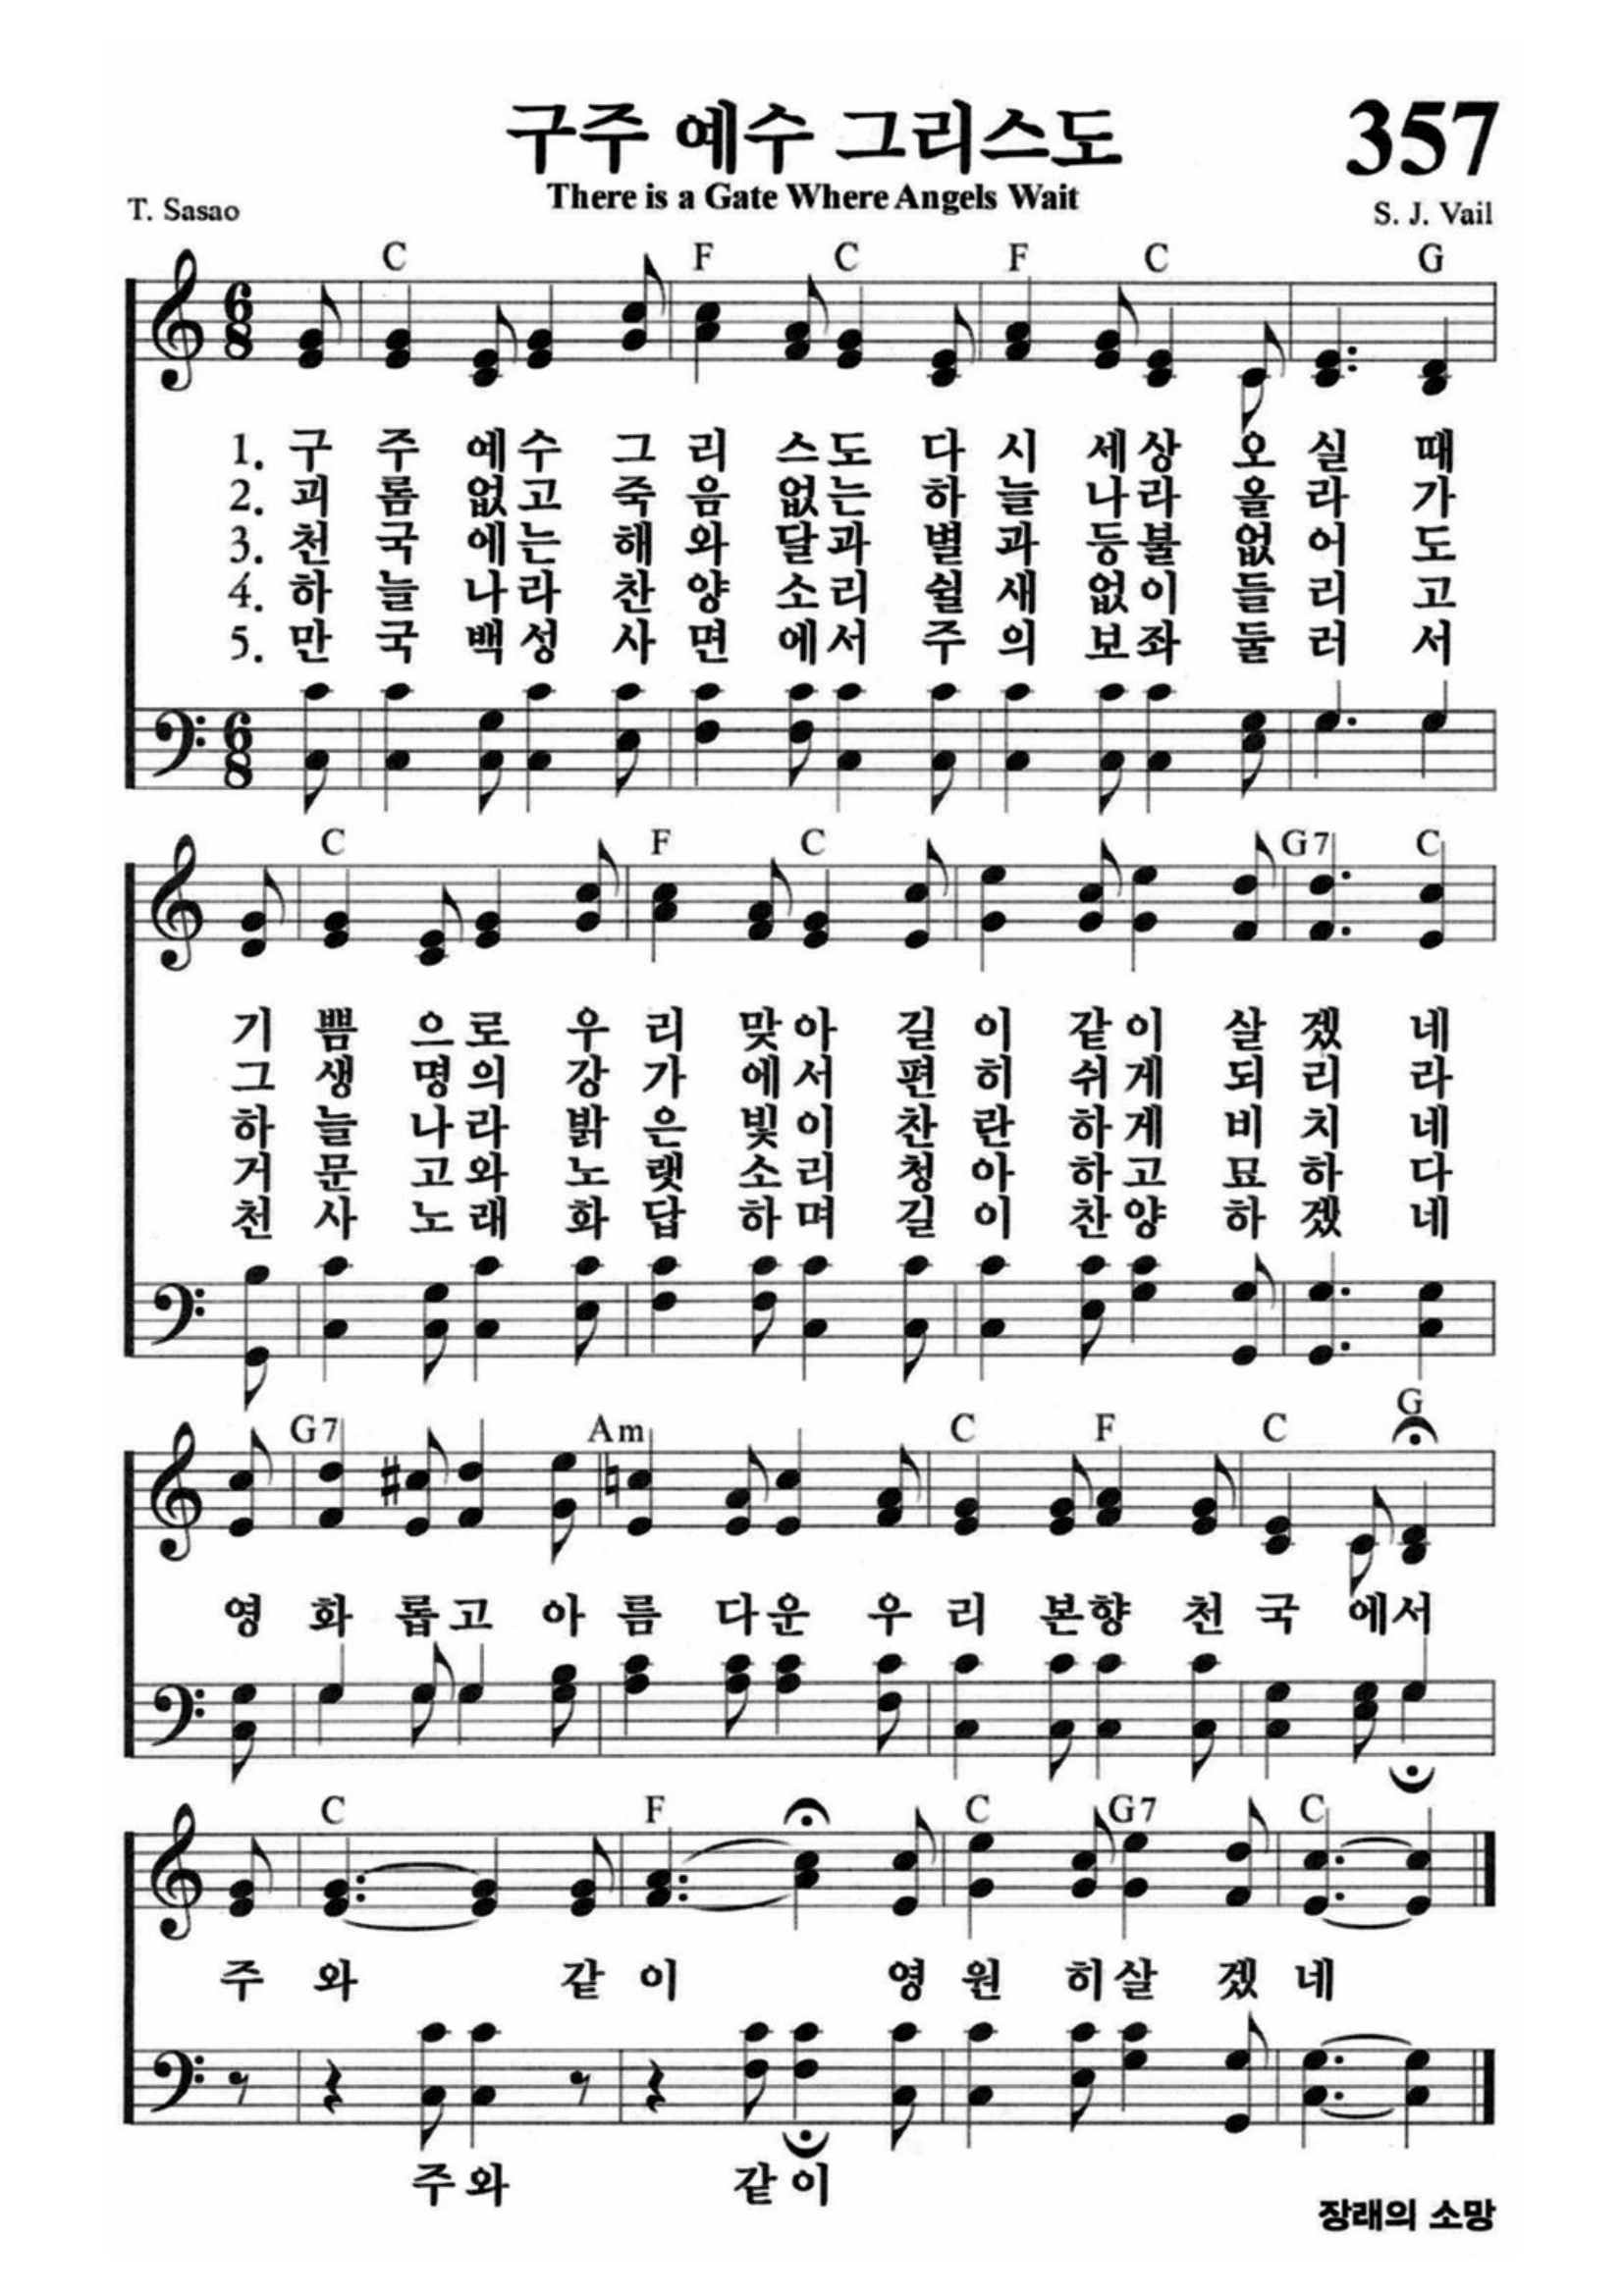 구주 예수 그리스도
357
There is a Gate Where Angels Wait
T. Sasao
S. J. Vail
C F C F C G
6 8
1. 구 주 예수 그 리 스도 다 시 세상 오 실 때
2. 괴 롬 없고 죽 음 없는 하 늘 나라 올 라 가
3. 천 국 에는 해 와 달과 별 과 등불 없 어 도
4. 하 늘 나라 찬 양 소리 쉴 새 없이 들 리 고
5. 만 국 백성 사 면 에서 주 의 보좌 둘 러 서
6 8
C F C G7 C
기 쁨 으로 우 리 맞아 길 이 같이 살 겠 네
그 생 명의 강 가 에서 편 히 쉬게 되 리 라
하 늘 나라 밝 은 빛이 찬 란 하게 비 치 네
거 문 고와 노 랫 소리 청 아 하고 묘 하 다
천 사 노래 화 답 하며 길 이 찬양 하 겠 네
G7 Am C F C G
영 화 롭고 아 름 다운 우 리 본향 천 국 에서
C F C G7 C
주 와 같 이 영 원 히살 겠 네
주와 같이
장래의 소망